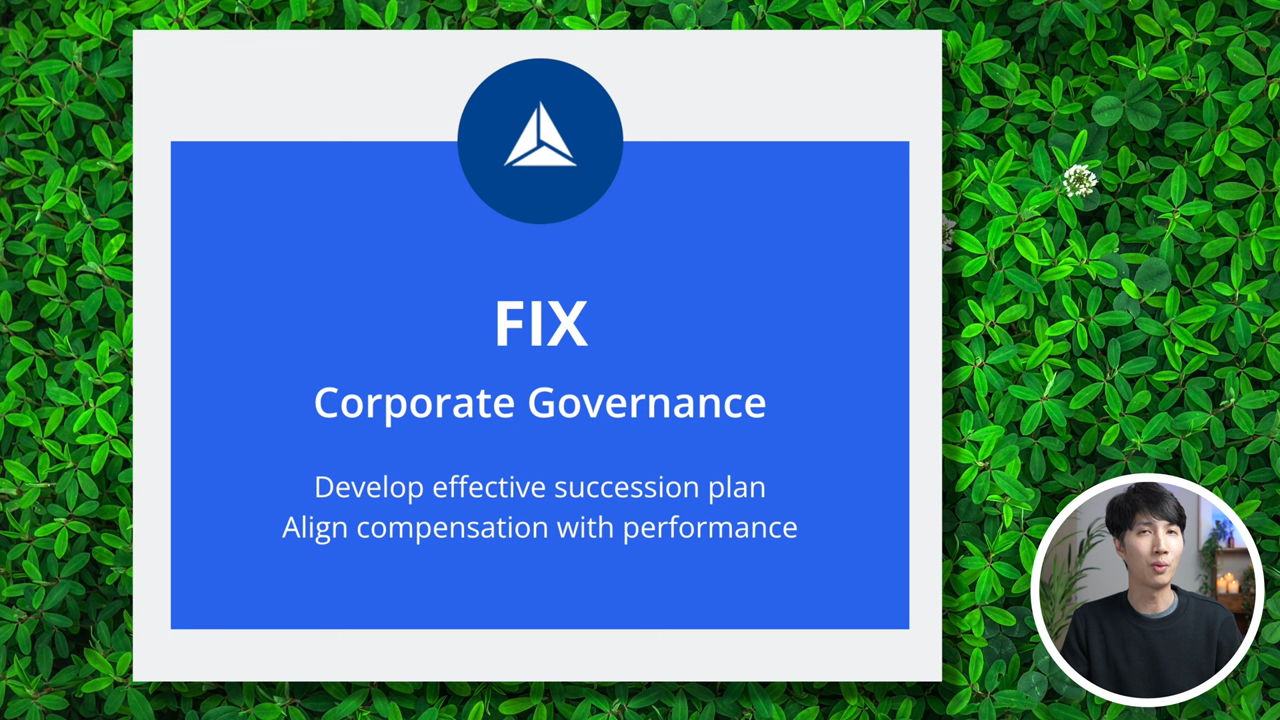 FIX
Corporate Governance
Develop effective succession plan
Align compensation with performance